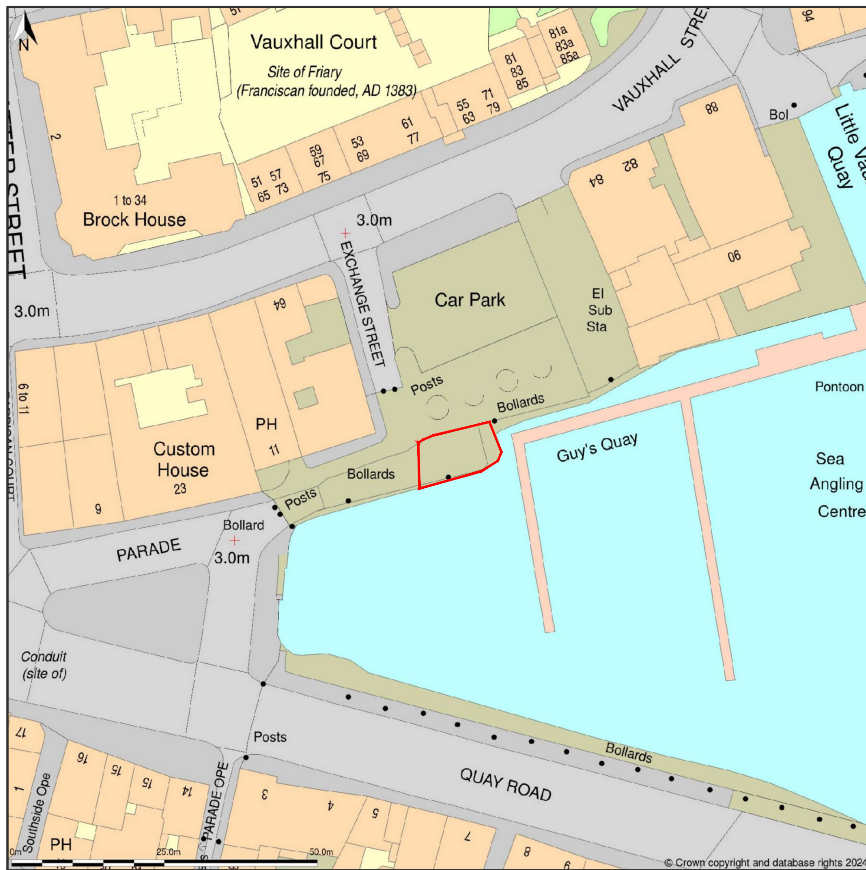 N
51
Vauxhall Court
Site of Friary
(Franciscan founded, AD 1383)
81
83
85
81a
83a
85a
94
VAUXHALL
88
Bol
2
55
71
63
79
61
77
53
69
59
67
75
51
57
65
73
82
84
Quay
1 to 34
Brock House
STREET
3.0m
EXCHANGE STREET
90
Car Park
El
Sub
Sta
3.0m
64
6 to 11
Posts
Bollards
Pontoon
PH
11
Custom
House
23
9
Guy's Quay
Sea
Angling
Centre
Bollards
Posts
Bollard
PARADE
3.0m
Conduit
(site of)
Posts
Bollards
QUAY ROAD
17
16
15
15
14
1
Southside Ope
PARADE OPE
3
4
5
7
8
9
PH
0m
25.0m
50.0m
© Crown copyright and database rights 2024